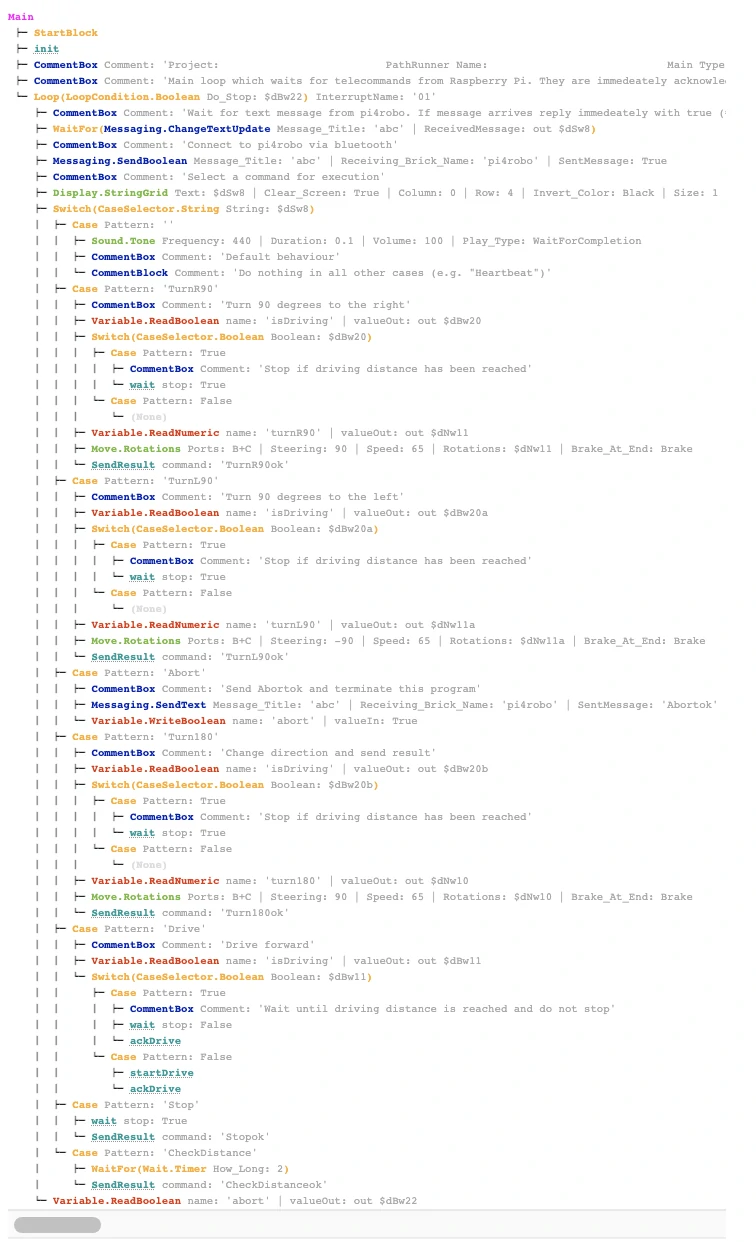 Main
StartBlock
init
CommentBox Comment: 'Project: PathRunner Name: Main Type
CommentBox Comment: 'Main loop which waits for telecommands from Raspberry Pi. They are immedeately acknowle
Loop(LoopCondition.Boolean Do_Stop: $dBw22) InterruptName: '01'
CommentBox Comment: 'Wait for text message from pi4robo. If message arrives reply immedeately with true (
WaitFor(Messaging.ChangeTextUpdate Message_Title: 'abc' | ReceivedMessage: out $dSw8)
CommentBox Comment: 'Connect to pi4robo via bluetooth'
Messaging.SendBoolean Message_Title: 'abc' | Receiving_Brick_Name: 'pi4robo' | SentMessage: True
CommentBox Comment: 'Select a command for execution'
Display.StringGrid Text: $dSw8 | Clear_Screen: True | Column: 0 | Row: 4 | Invert_Color: Black | Size: 1
Switch(CaseSelector.String String: $dSw8)
Case Pattern: ''
Sound.Tone Frequency: 440 | Duration: 0.1 | Volume: 100 | Play_Type: WaitForCompletion
CommentBox Comment: 'Default behaviour'
CommentBlock Comment: 'Do nothing in all other cases (e.g. "Heartbeat")'
Case Pattern: 'TurnR90'
CommentBox Comment: 'Turn 90 degrees to the right'
Variable.ReadBoolean name: 'isDriving' | valueOut: out $dBw20
Switch(CaseSelector.Boolean Boolean: $dBw20)
Case Pattern: True
CommentBox Comment: 'Stop if driving distance has been reached'
wait stop: True
Case Pattern: False
(None)
Variable.ReadNumeric name: 'turnR90' | valueOut: out $dNw11
Move.Rotations Ports: B+C | Steering: 90 | Speed: 65 | Rotations: $dNw11 | Brake_At_End: Brake
SendResult command: 'TurnR90ok'
Case Pattern: 'TurnL90'
CommentBox Comment: 'Turn 90 degrees to the left'
Variable.ReadBoolean name: 'isDriving' | valueOut: out $dBw20a
Switch(CaseSelector.Boolean Boolean: $dBw20a)
Case Pattern: True
CommentBox Comment: 'Stop if driving distance has been reached'
wait stop: True
Case Pattern: False
(None)
Variable.ReadNumeric name: 'turnL90' | valueOut: out $dNw11a
Move.Rotations Ports: B+C | Steering: -90 | Speed: 65 | Rotations: $dNw11a | Brake_At_End: Brake
SendResult command: 'TurnL90ok'
Case Pattern: 'Abort'
CommentBox Comment: 'Send Abortok and terminate this program'
Messaging.SendText Message_Title: 'abc' | Receiving_Brick_Name: 'pi4robo' | SentMessage: 'Abortok'
Variable.WriteBoolean name: 'abort' | valueIn: True
Case Pattern: 'Turn180'
CommentBox Comment: 'Change direction and send result'
Variable.ReadBoolean name: 'isDriving' | valueOut: out $dBw20b
Switch(CaseSelector.Boolean Boolean: $dBw20b)
Case Pattern: True
CommentBox Comment: 'Stop if driving distance has been reached'
wait stop: True
Case Pattern: False
(None)
Variable.ReadNumeric name: 'turn180' | valueOut: out $dNw10
Move.Rotations Ports: B+C | Steering: 90 | Speed: 65 | Rotations: $dNw10 | Brake_At_End: Brake
SendResult command: 'Turn180ok'
Case Pattern: 'Drive'
CommentBox Comment: 'Drive forward'
Variable.ReadBoolean name: 'isDriving' | valueOut: out $dBw11
Switch(CaseSelector.Boolean Boolean: $dBw11)
Case Pattern: True
CommentBox Comment: 'Wait until driving distance is reached and do not stop'
wait stop: False
ackDrive
Case Pattern: False
startDrive
ackDrive
Case Pattern: 'Stop'
wait stop: True
SendResult command: 'Stopok'
Case Pattern: 'CheckDistance'
WaitFor(Wait.Timer How_Long: 2)
SendResult command: 'CheckDistanceok'
Variable.ReadBoolean name: 'abort' | valueOut: out $dBw22